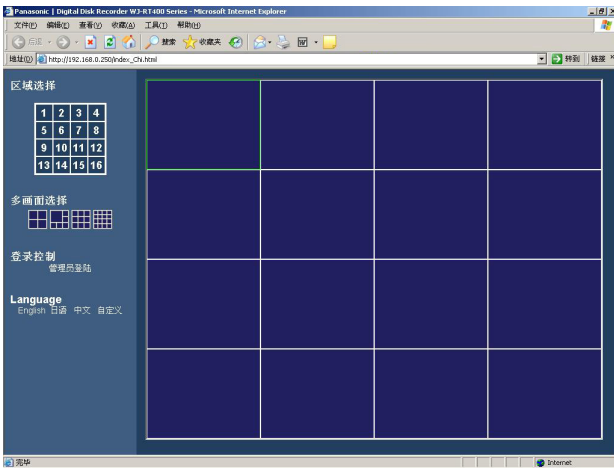 Panasonic | Digital Disk Recorder WJ-RT400 Series - Microsoft Internet Explorer
文件(F) 编辑(E) 查看(V) 收藏(A) 工具(T) 帮助(H)
后退 搜索 收藏夹
地址(D) http://192.168.0.250/index_Chi.html 转到 链接 »
区域选择
1 2 3 4
5 6 7 8
9 10 11 12
13 14 15 16
多画面选择
登录控制
管理员登陆
Language
English 日语 中文 自定义
完毕 Internet